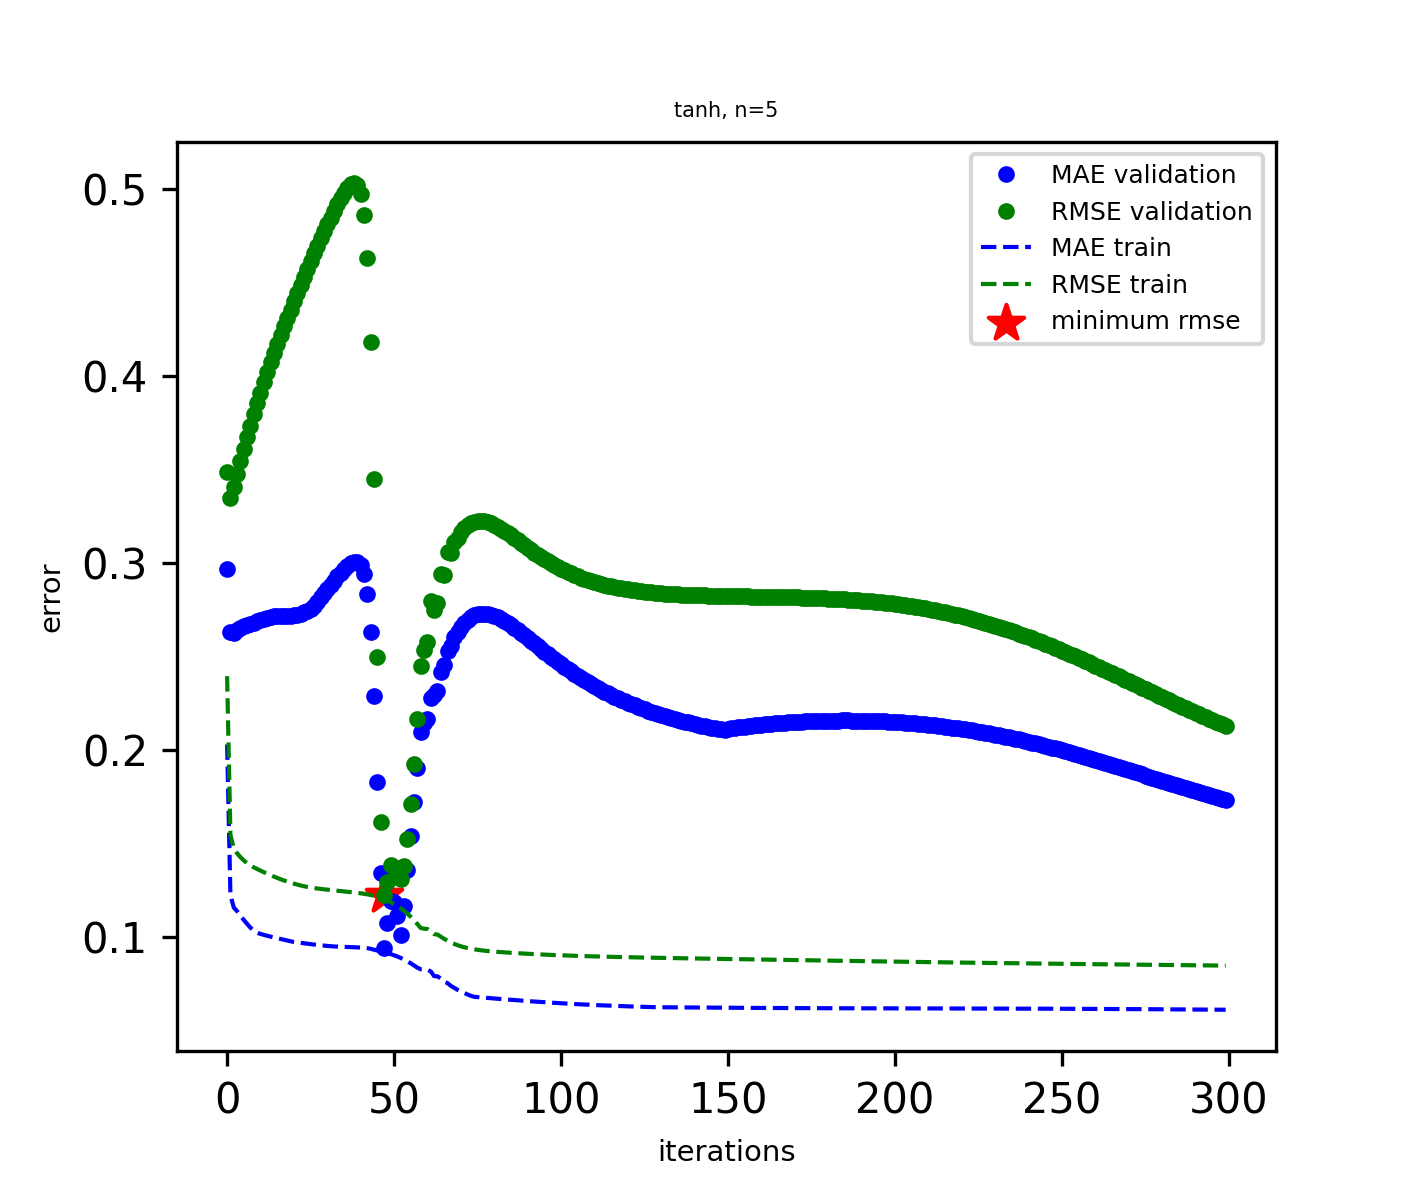 tanh, n=5
MAE validation
RMSE validation
MAE train
RMSE train
minimum rmse
error
0.5
0.4
0.3
0.2
0.1
0 50 100 150 200 250 300
iterations